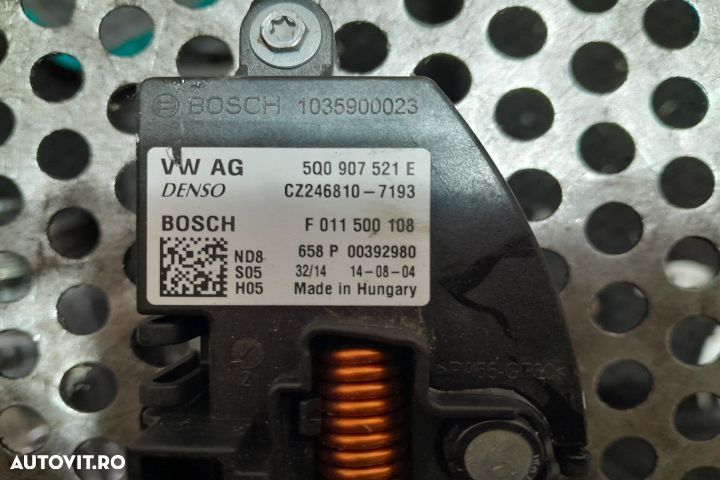 BOSCH 1035900023
VW AG 5Q0 907 521 E
DENSO CZ246810-7193
BOSCH F 011 500 108
ND8 658 P 00392980
S05 32/14 14-08-04
H05 Made in Hungary
2
AUTOVIT.RO